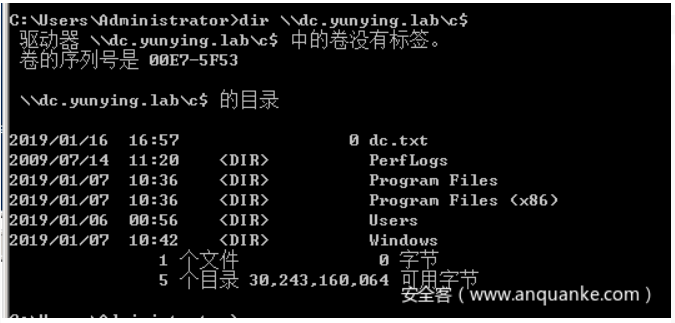 C:\Users\Administrator>dir \\dc.yunying.lab\c$
驱动器 \\dc.yunying.lab\c$ 中的卷没有标签。
卷的序列号是 00E7-5F53
\\dc.yunying.lab\c$ 的目录
2019/01/16 16:57 0 dc.txt
2009/07/14 11:20 <DIR> PerfLogs
2019/01/07 10:36 <DIR> Program Files
2019/01/07 10:36 <DIR> Program Files (x86)
2019/01/06 00:56 <DIR> Users
2019/01/07 10:42 <DIR> Windows
1 个文件 0 字节
5 个目录 30,243,160,064 可用字节
安全客（www.anquanke.com）